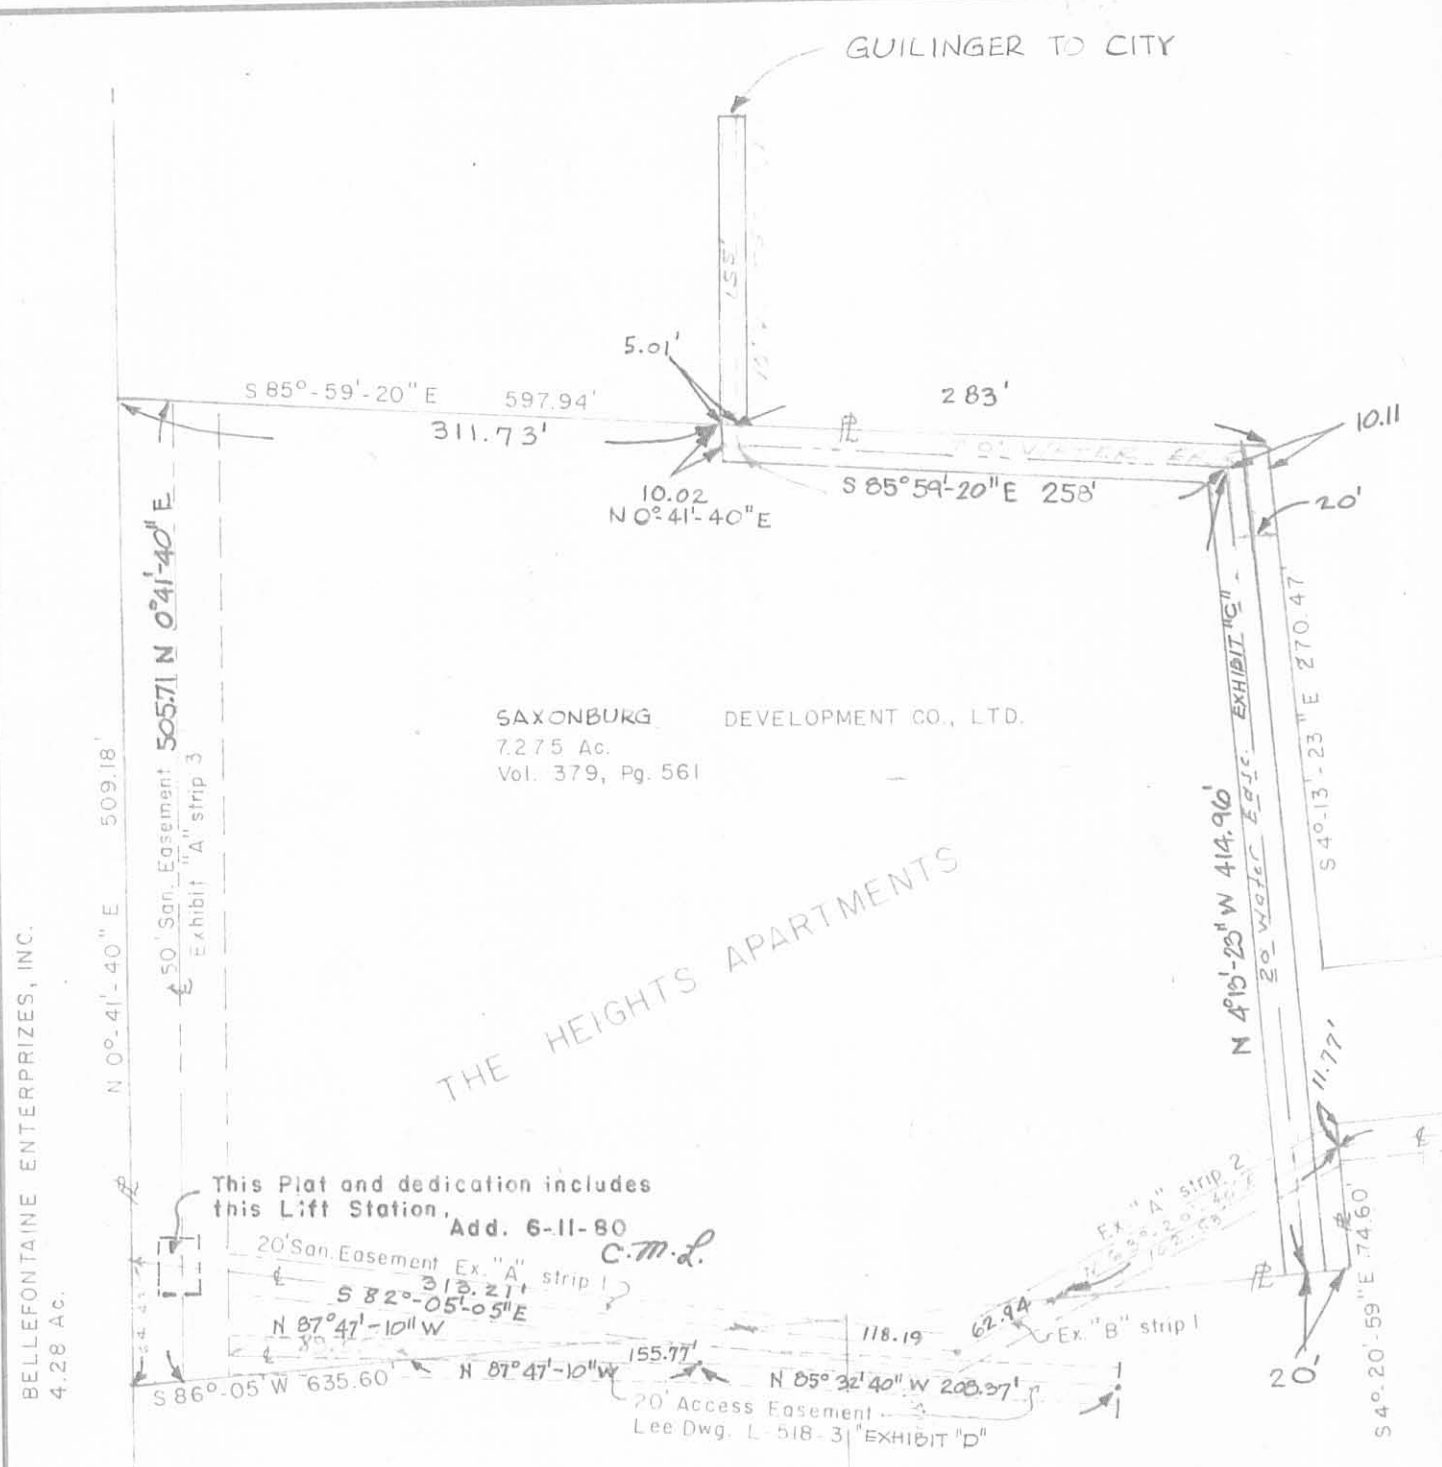 GUILINGER TO CITY
155'
5.01'
S 85°-59'-20" E 597.94'
311.73'
283'
10.11
20' WATER EASE
S 85°59'-20"E 258'
10.02
N 0°-41'-40"E
20'
505.71 N 0°41'-40" E
50' San. Easement
Exhibit "A" strip 3
N 0°-41'-40" E 509.18'
BELLEFONTAINE ENTERPRIZES, INC.
4.28 Ac.
SAXONBURG DEVELOPMENT CO., LTD.
7.275 Ac.
Vol. 379, Pg. 561
THE HEIGHTS APARTMENTS
N 4°13'-23" W 414.96'
20' Water Ease. EXHIBIT "C"
S 4°-13'-23" E 270.47'
11.77'
S 4°-20'-59" E 74.60'
This Plat and dedication includes
this Lift Station,
Add. 6-11-80
C.M.L.
20' San. Easement Ex. "A" strip 1
313.21'
S 82°-05'-05"E
N 87°47'-10" W
Ex. "A" strip 2
62.94
Ex. "B" strip 1
118.19
155.77'
N 87°47'-10"W
N 85°32'40" W 208.37'
S 86°-05' W 635.60'
20' Access Easement
Lee Dwg. L-518-3 "EXHIBIT "D"
20'